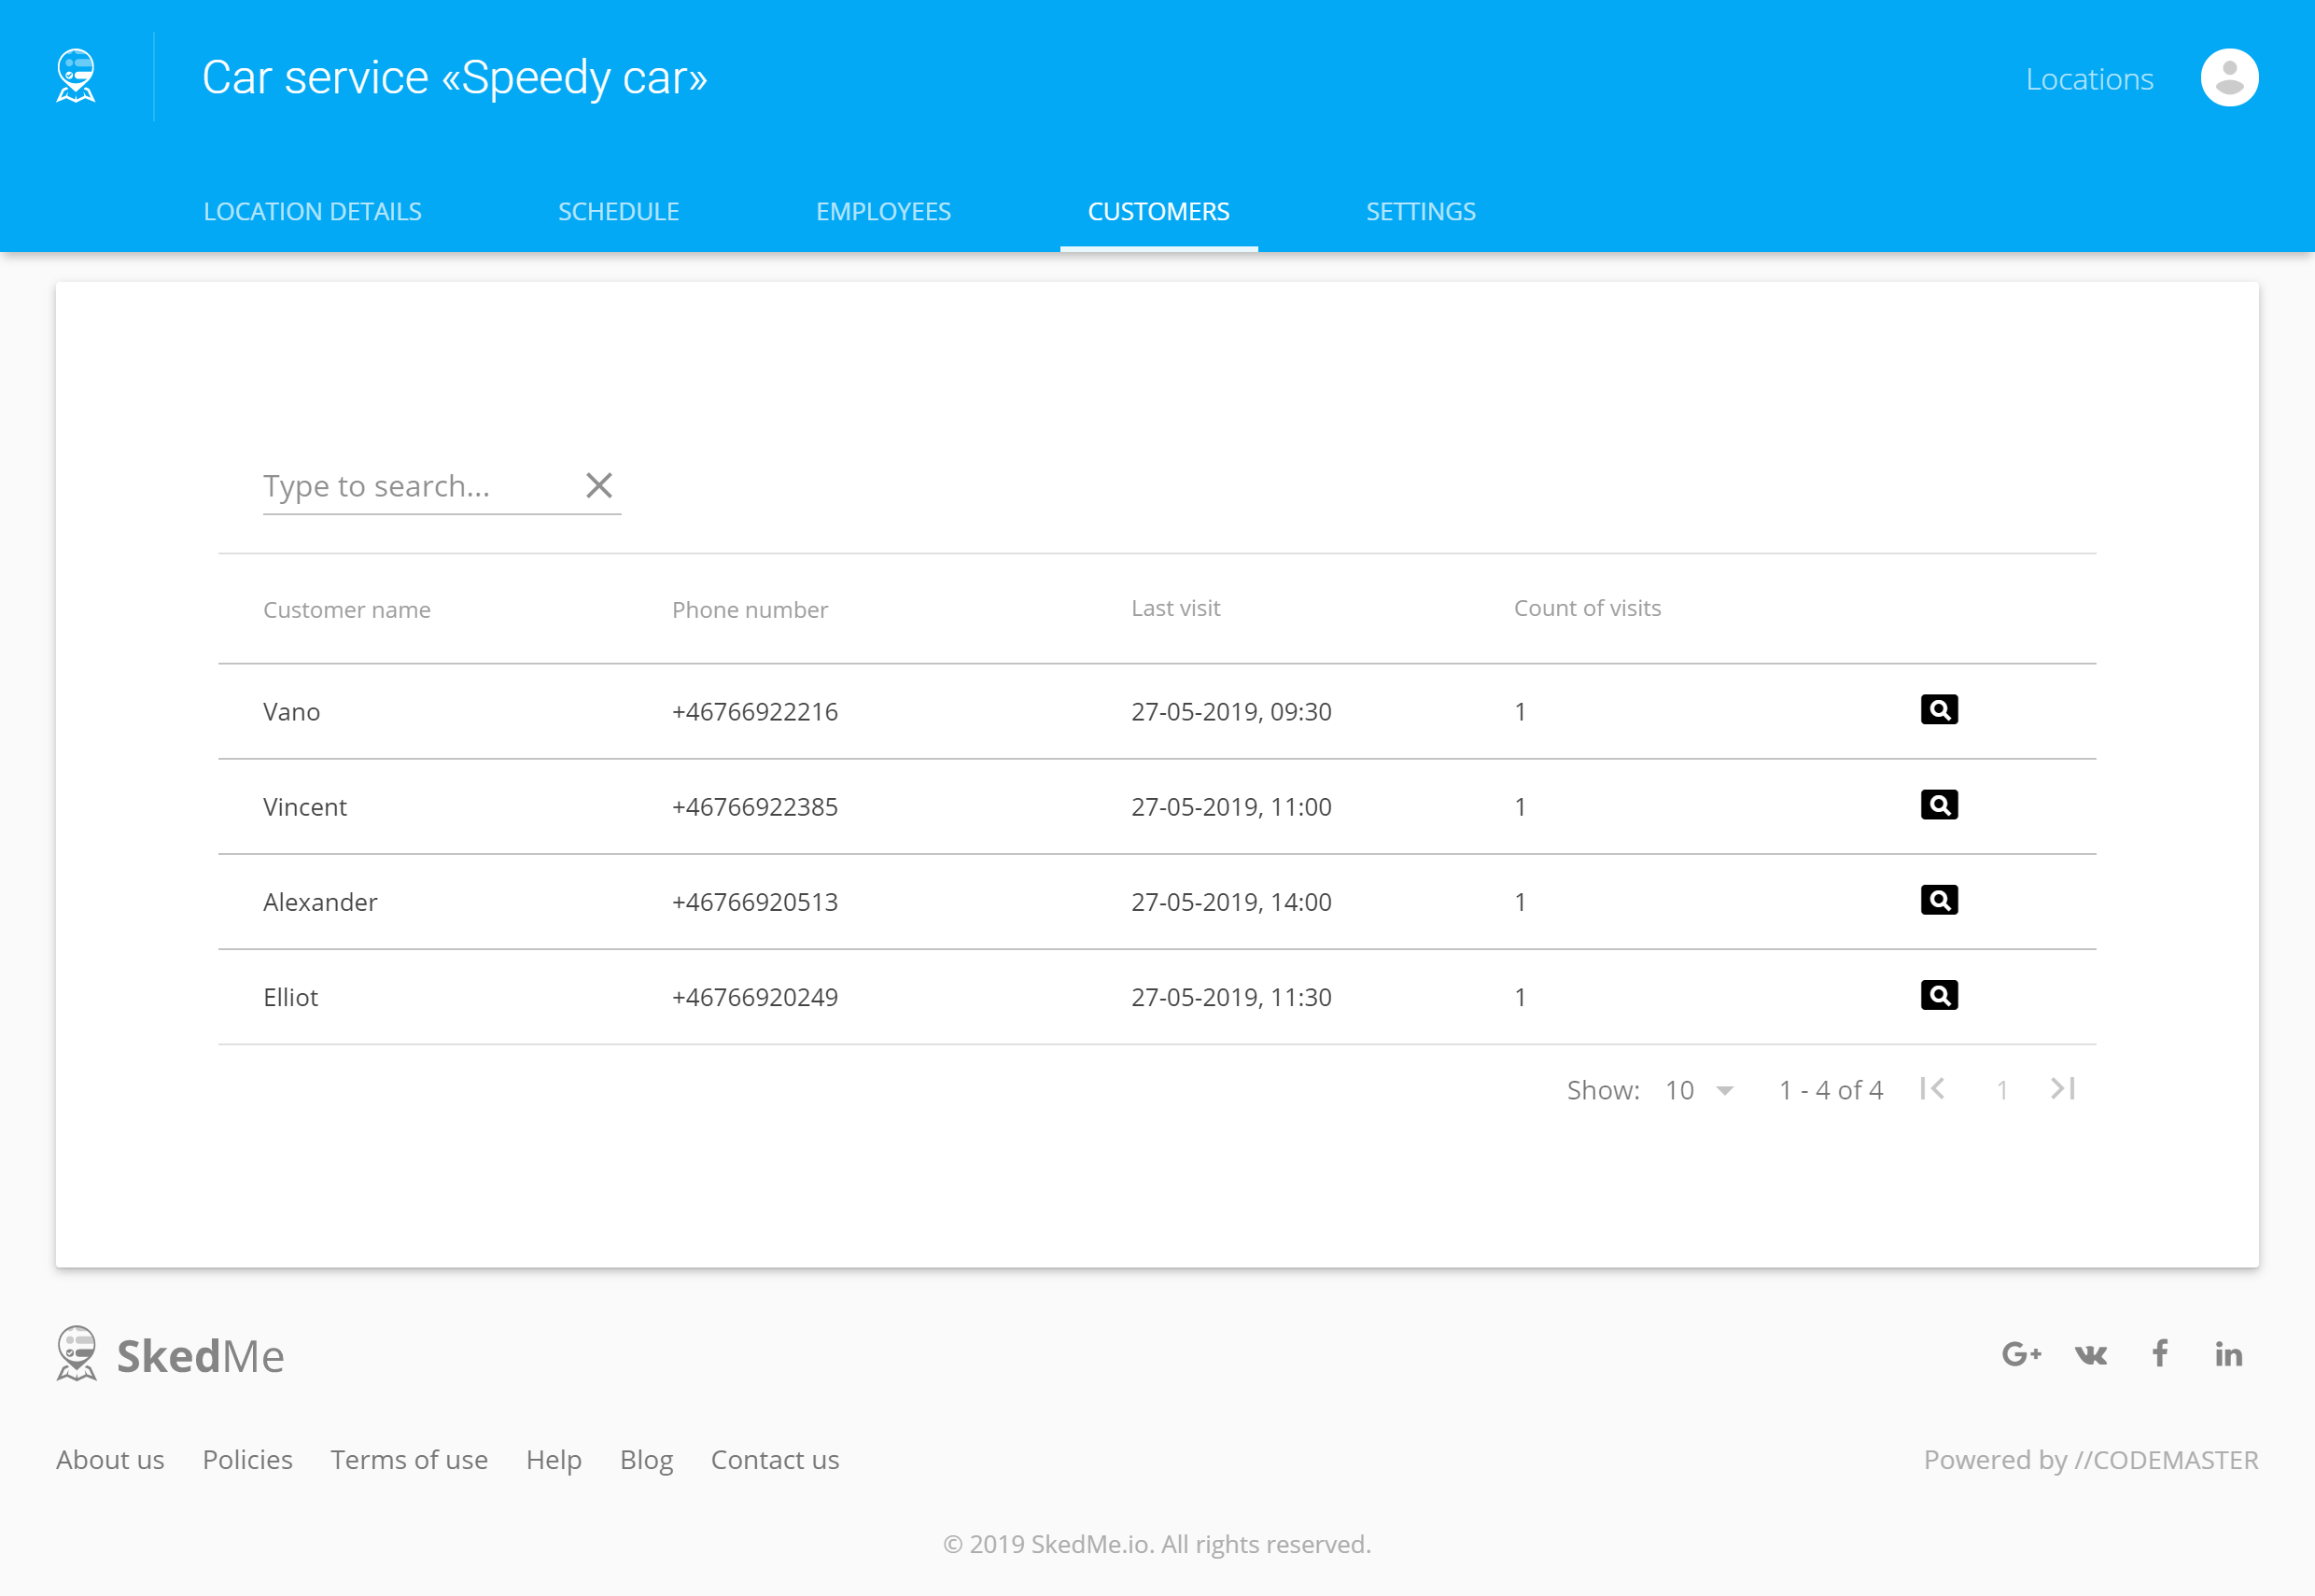 Car service «Speedy car»
Locations
LOCATION DETAILS SCHEDULE EMPLOYEES CUSTOMERS SETTINGS
Type to search...
Customer name Phone number Last visit Count of visits
Vano +46766922216 27-05-2019, 09:30 1
Vincent +46766922385 27-05-2019, 11:00 1
Alexander +46766920513 27-05-2019, 14:00 1
Elliot +46766920249 27-05-2019, 11:30 1
Show: 10 1 - 4 of 4 1
SkedMe
About us Policies Terms of use Help Blog Contact us
Powered by //CODEMASTER
© 2019 SkedMe.io. All rights reserved.